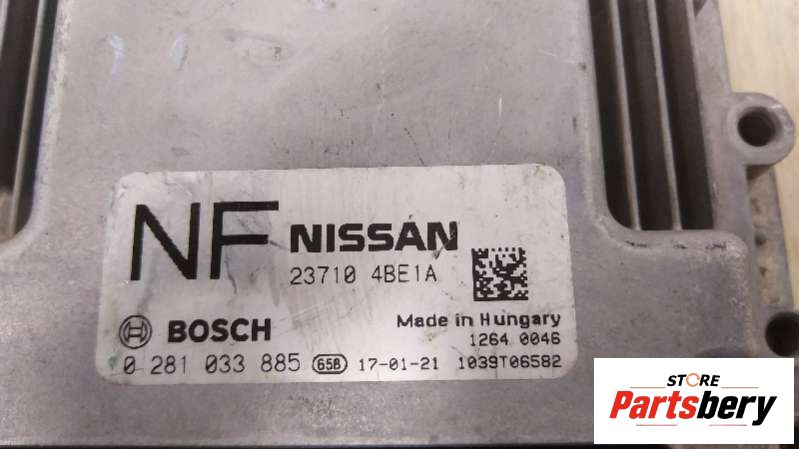 NF NISSAN
23710 4BE1A
BOSCH
Made in Hungary
1264 0046
0 281 033 885 658 17-01-21 1039T06582
STORE
Partsbery